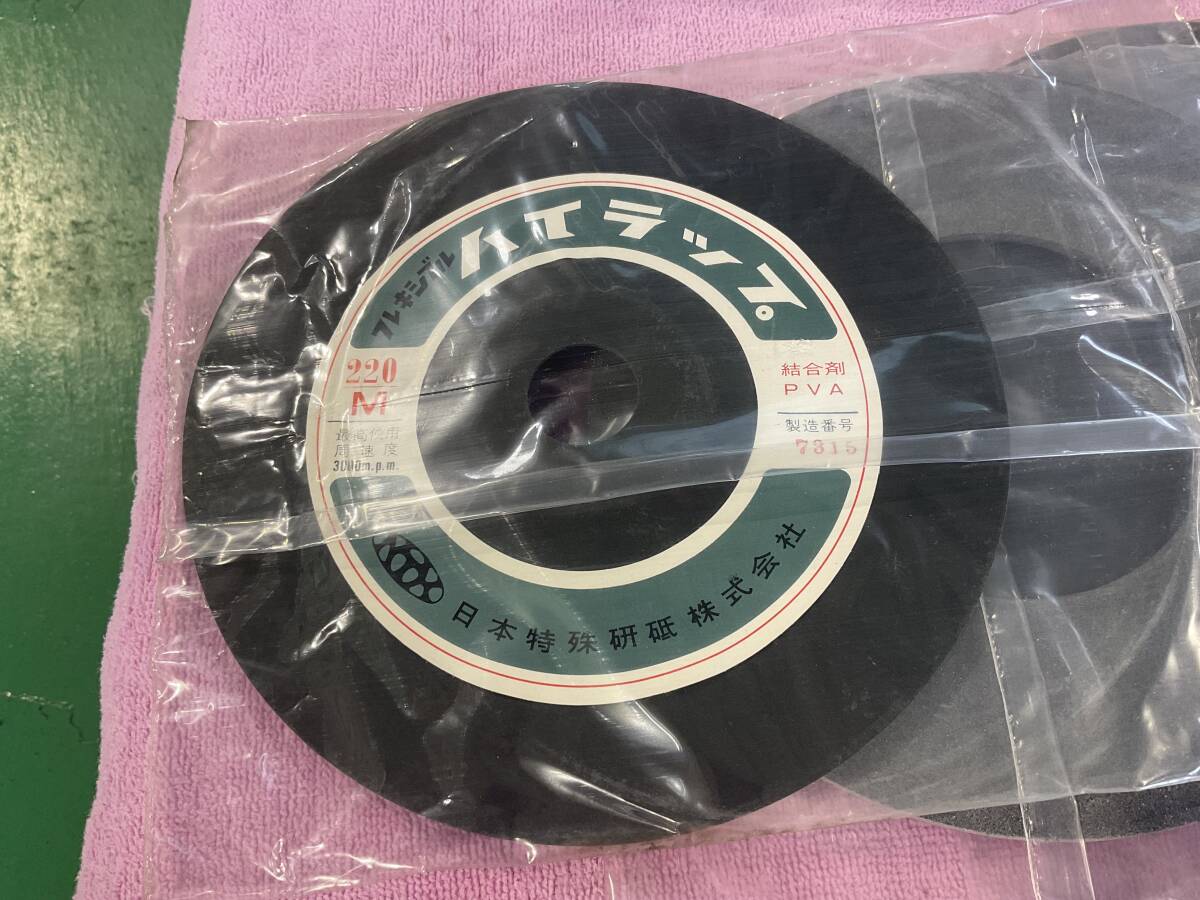 フレキシブル ハイラップ。
220
M
最高使用
周速度
3000m.p.m.
結合剤
PVA
製造番号
7315
日本特殊研砥株式会社